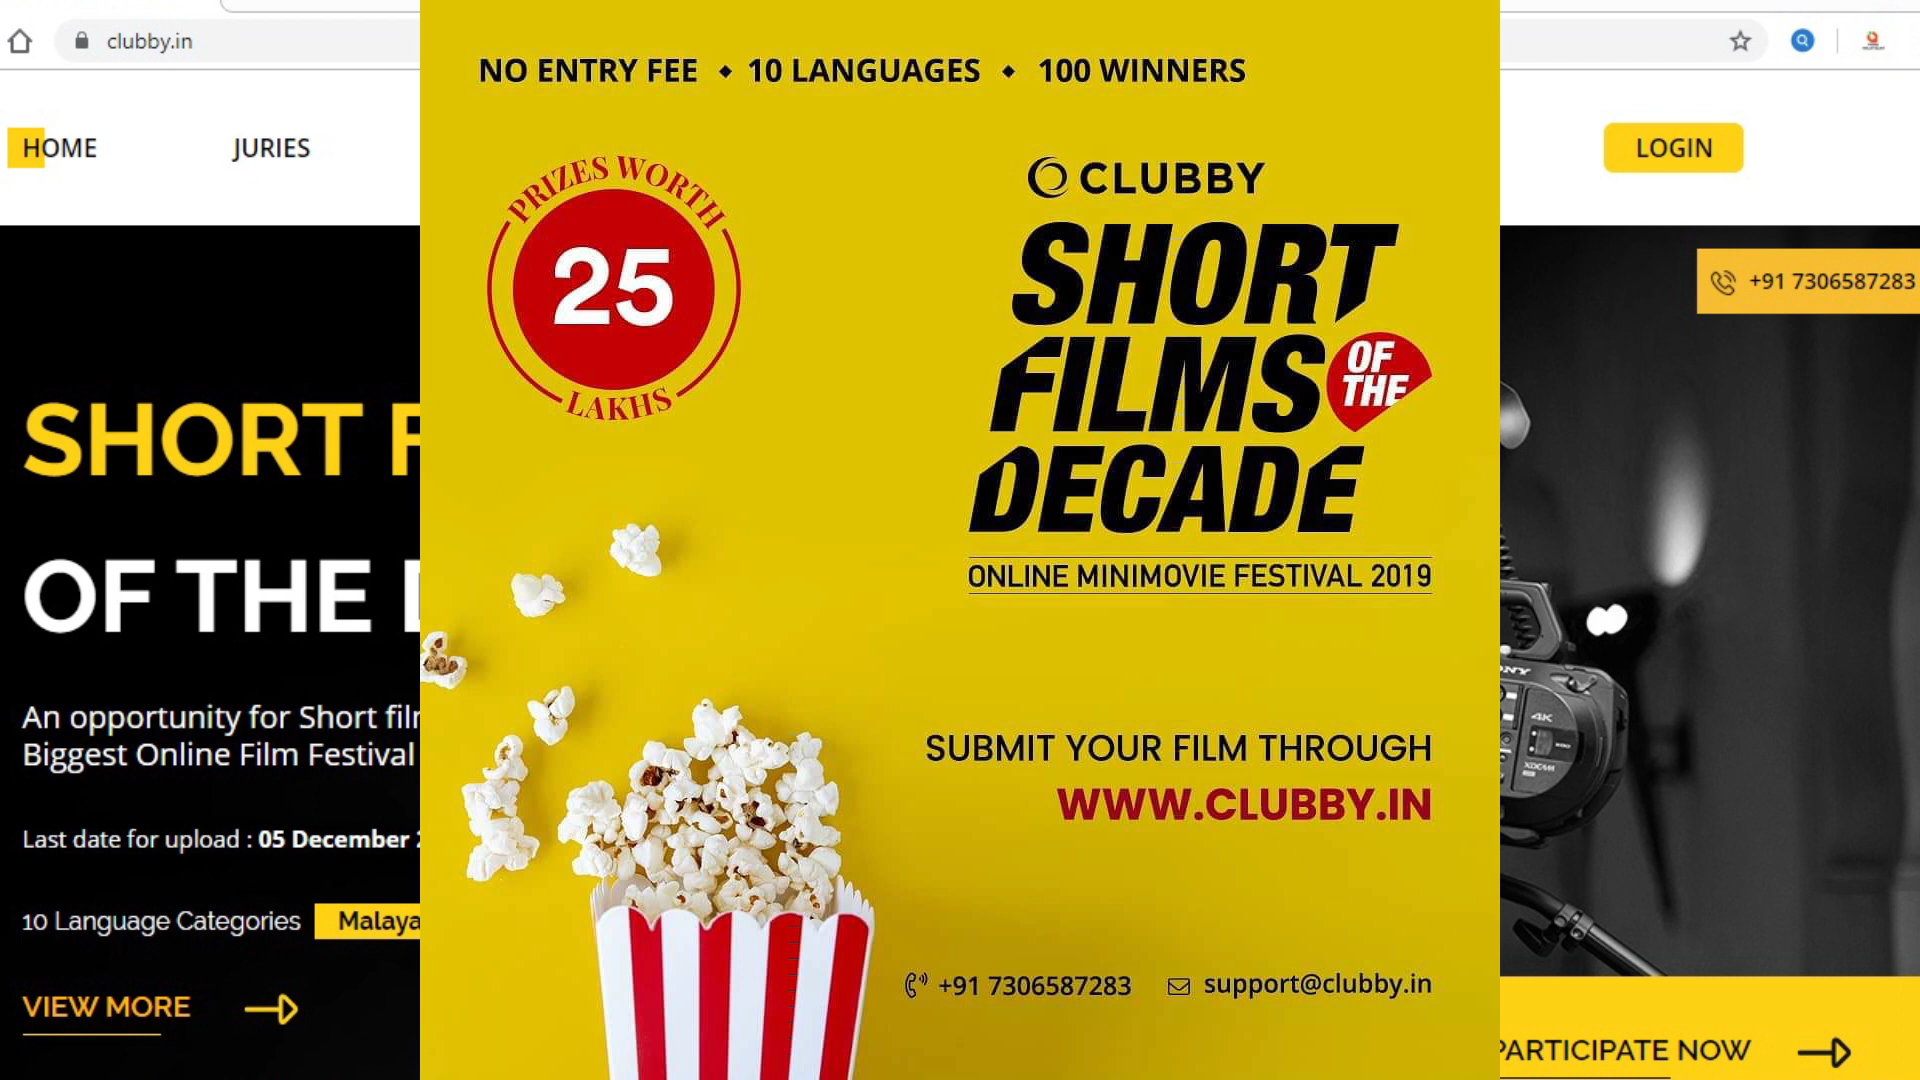 clubby.in
HOME
JURIES
LOGIN
+91 7306587283
SHORT F
OF THE
An opportunity for Short
Biggest Online Film Festival
Last date for upload : 05 December
10 Language Categories
VIEW MORE
NO ENTRY FEE ◆ 10 LANGUAGES ◆ 100 WINNERS
PRIZES WORTH
25
LAKHS
CLUBBY
SHORT
FILMS OF THE
DECADE
ONLINE MINIMOVIE FESTIVAL 2019
SUBMIT YOUR FILM THROUGH
WWW.CLUBBY.IN
+91 7306587283 support@clubby.in
4K
XDCAM
PARTICIPATE NOW